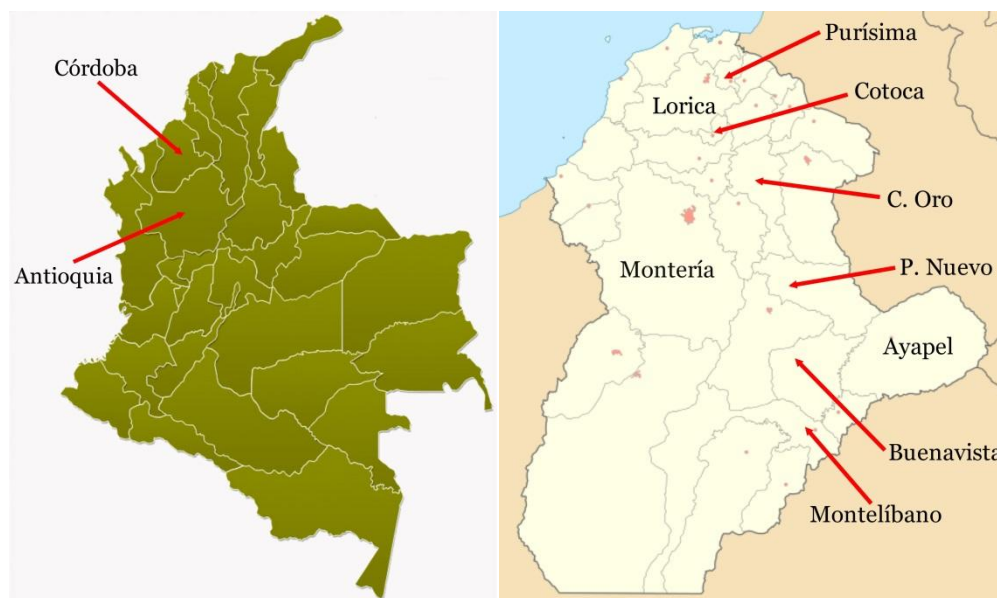 Córdoba
Antioquia
Purísima
Lorica
Cotoca
C. Oro
P. Nuevo
Montería
Ayapel
Buenavista
Montelíbano